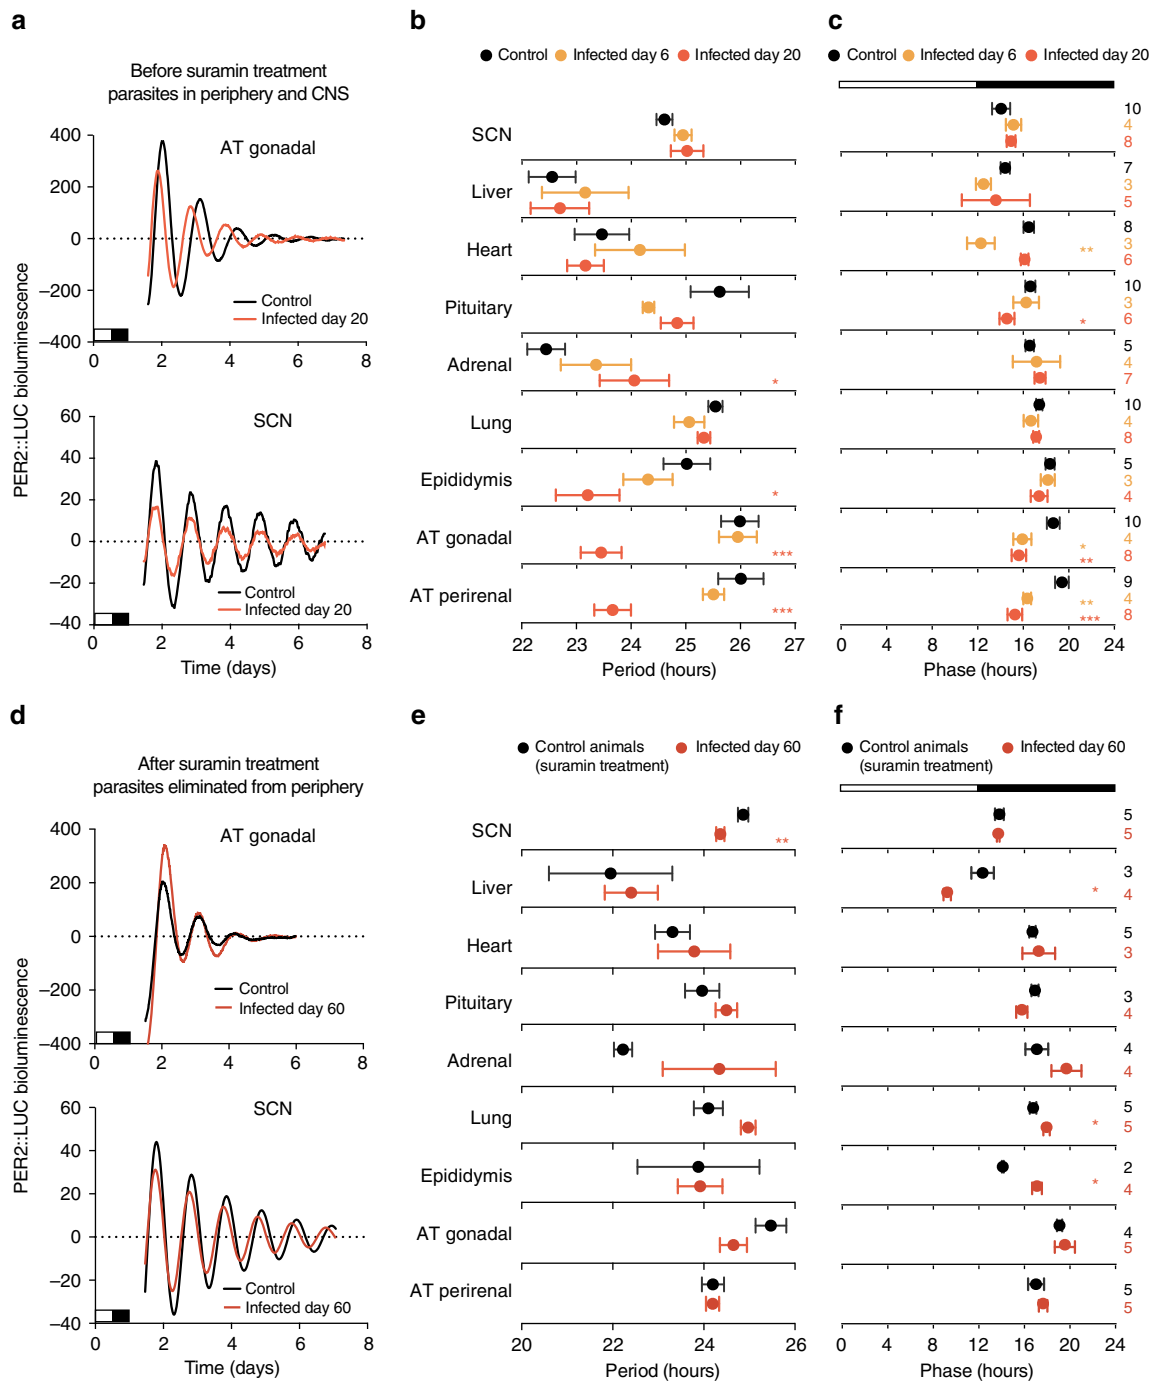 a
Before suramin treatment
parasites in periphery and CNS
400
200
0
−200
−400
AT gonadal
Control
Infected day 20
0 2 4 6 8
60
40
20
0
−20
−40
SCN
Control
Infected day 20
0 2 4 6 8
Time (days)
PER2::LUC bioluminescence
b
Control Infected day 6 Infected day 20
SCN
Liver
Heart
Pituitary
Adrenal
*
Lung
Epididymis
*
AT gonadal
***
AT perirenal
***
22 23 24 25 26 27
Period (hours)
c
Control Infected day 6 Infected day 20
10
4
8
7
3
5
8
** 3
6
10
3
* 6
5
4
7
10
4
8
5
3
4
10
* 4
** 8
9
** 4
*** 8
0 4 8 12 16 20 24
Phase (hours)
d
After suramin treatment
parasites eliminated from periphery
400
200
0
−200
−400
AT gonadal
Control
Infected day 60
0 2 4 6 8
60
40
20
0
−20
−40
SCN
Control
Infected day 60
0 2 4 6 8
Time (days)
PER2::LUC bioluminescence
e
Control animals Infected day 60
(suramin treatment)
SCN
**
Liver
Heart
Pituitary
Adrenal
Lung
Epididymis
AT gonadal
AT perirenal
20 22 24 26
Period (hours)
f
Control animals Infected day 60
(suramin treatment)
5
5
3
* 4
5
3
3
4
4
4
5
* 5
2
* 4
4
5
5
5
0 4 8 12 16 20 24
Phase (hours)